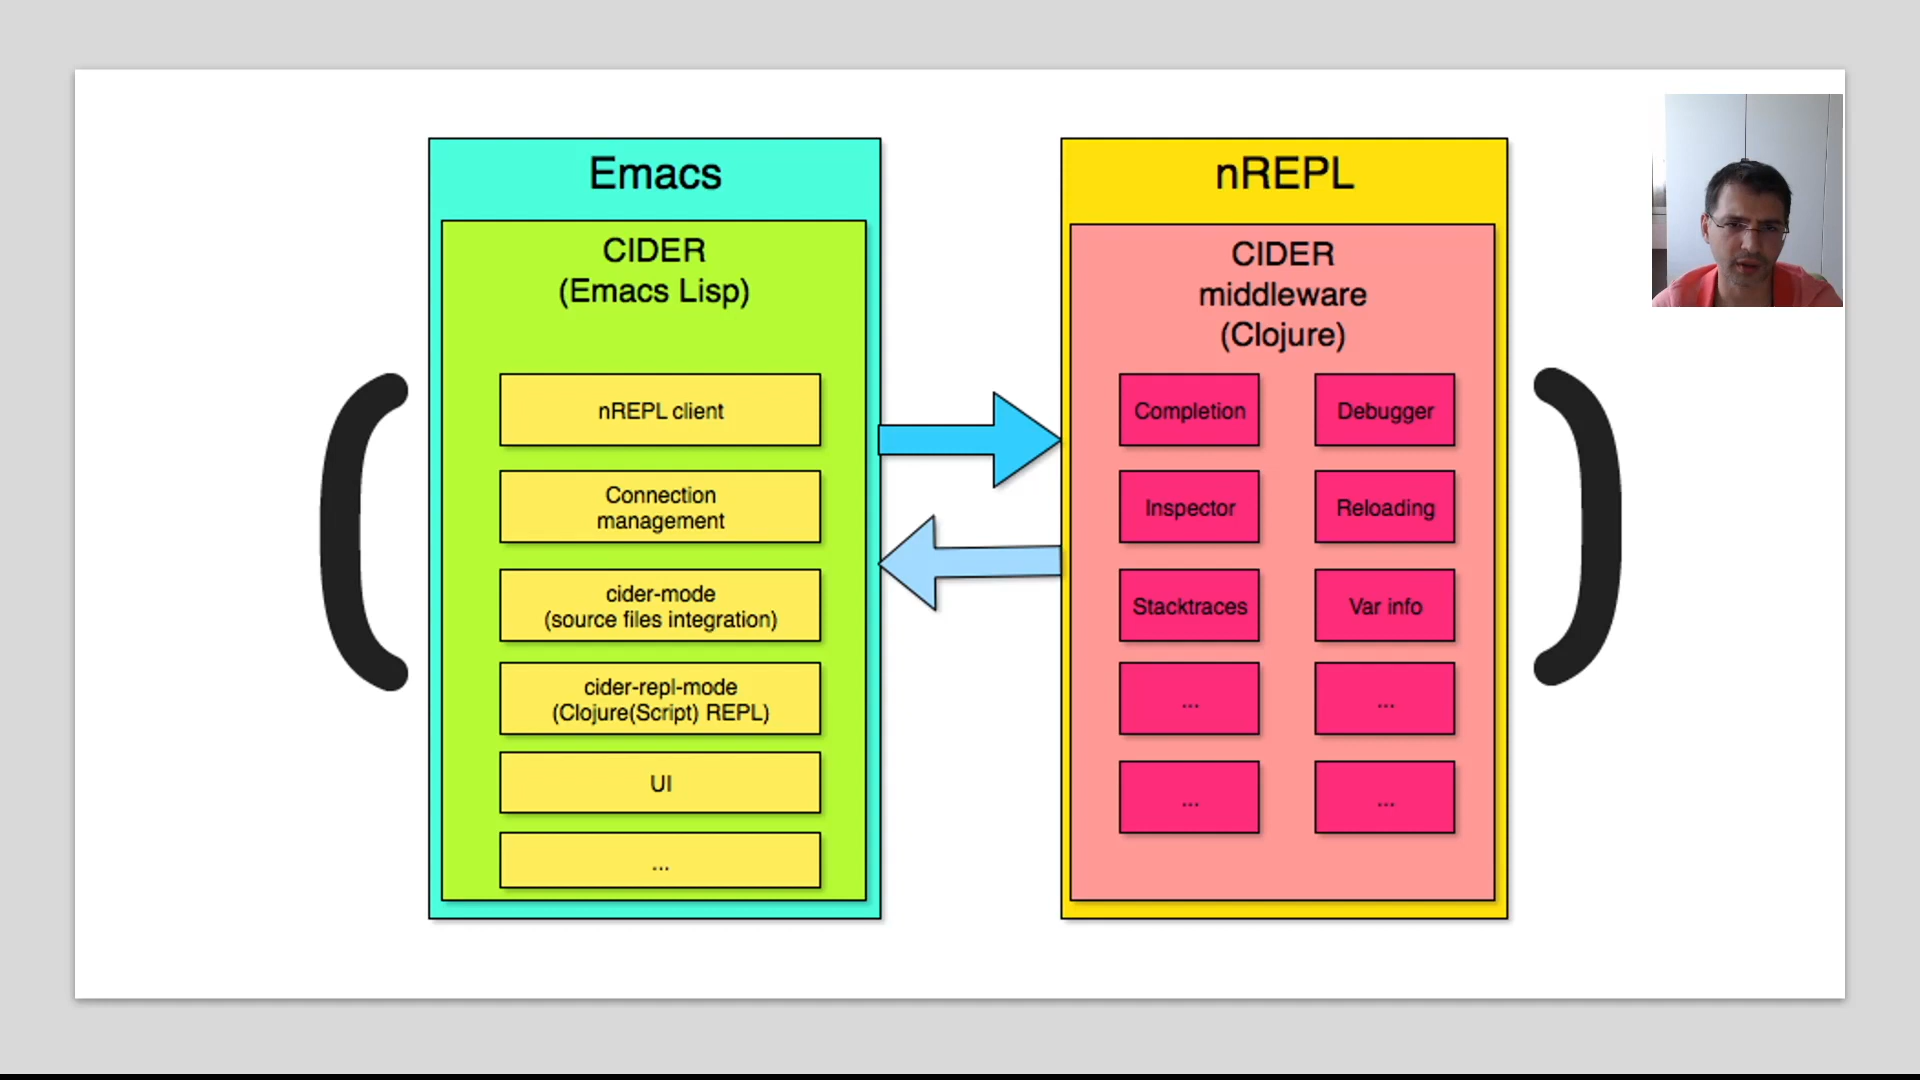 Emacs
CIDER
(Emacs Lisp)
nREPL client
Connection
management
cider-mode
(source files integration)
cider-repl-mode
(Clojure(Script) REPL)
UI
...
nREPL
CIDER
middleware
(Clojure)
Completion
Debugger
Inspector
Reloading
Stacktraces
Var info
...
...
...
...